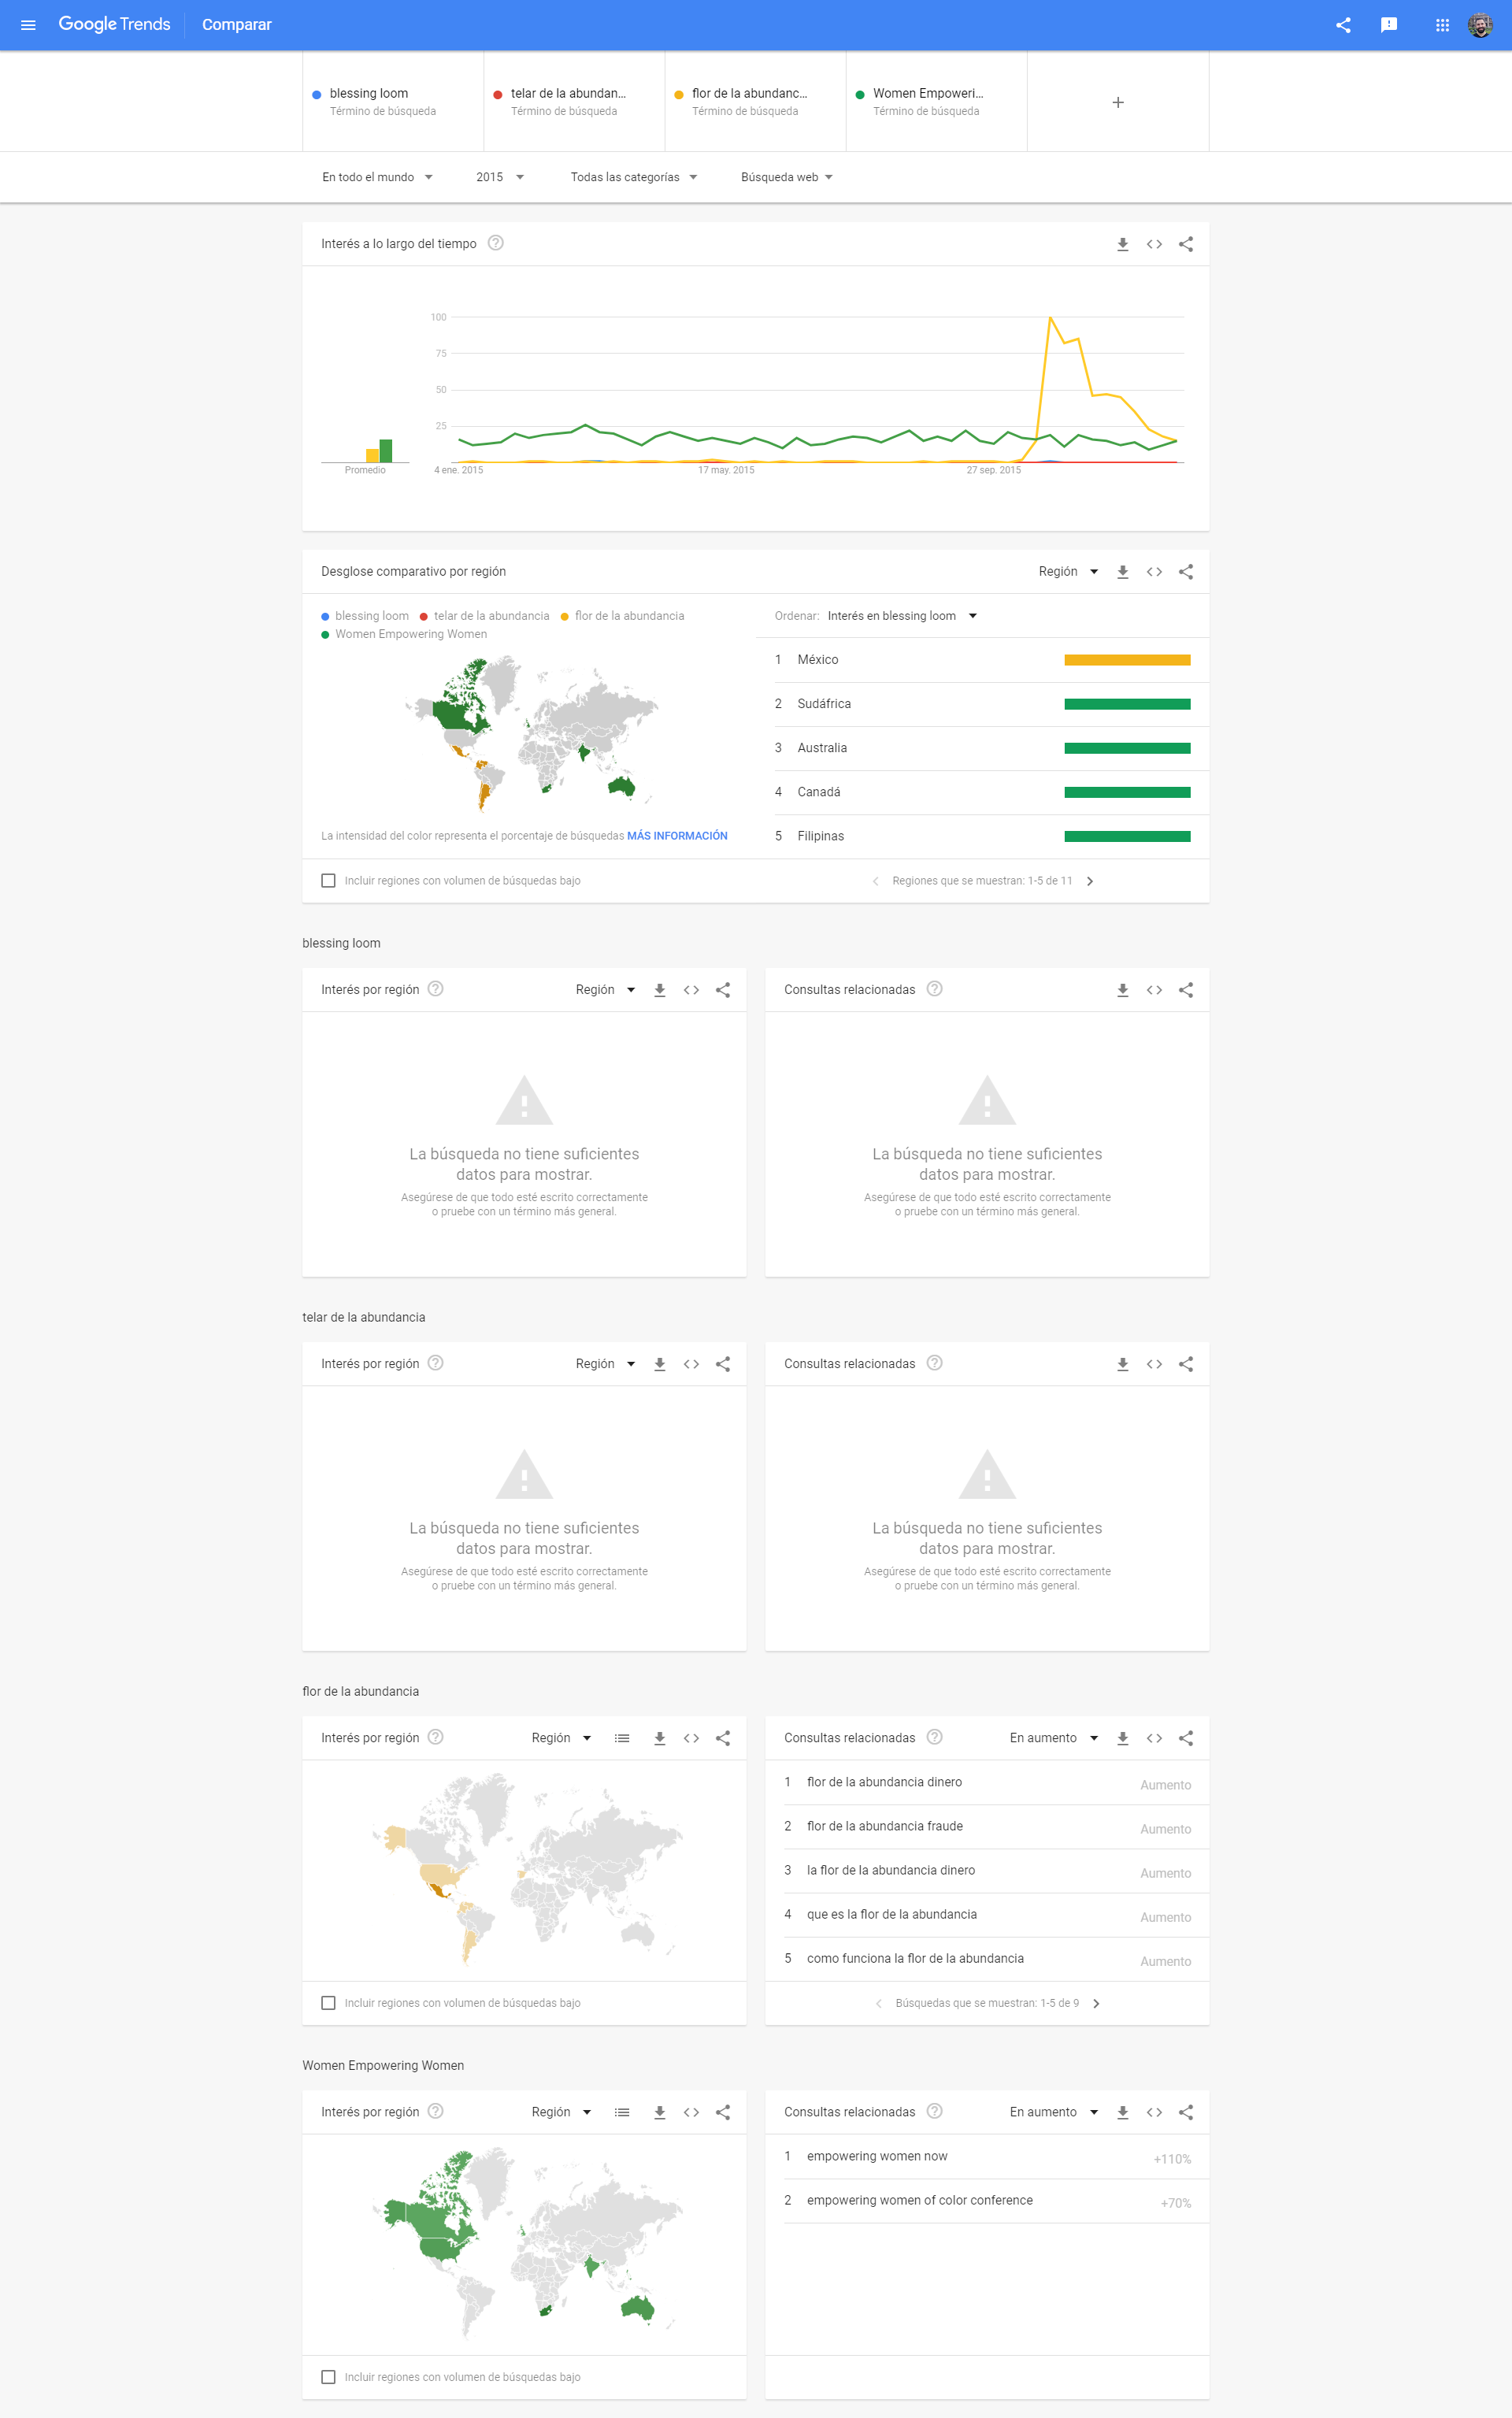 Google Trends Comparar
blessing loom
Término de búsqueda
telar de la abundan...
Término de búsqueda
flor de la abundanc...
Término de búsqueda
Women Empoweri...
Término de búsqueda
+
En todo el mundo 2015 Todas las categorías Búsqueda web
Interés a lo largo del tiempo
100
75
50
25
Promedio 4 ene. 2015 17 may. 2015 27 sep. 2015
Desglose comparativo por región Región
blessing loom telar de la abundancia flor de la abundancia
Women Empowering Women
La intensidad del color representa el porcentaje de búsquedas MÁS INFORMACIÓN
Incluir regiones con volumen de búsquedas bajo
Ordenar: Interés en blessing loom
1 México
2 Sudáfrica
3 Australia
4 Canadá
5 Filipinas
Regiones que se muestran: 1-5 de 11
blessing loom
Interés por región Región
La búsqueda no tiene suficientes
datos para mostrar.
Asegúrese de que todo esté escrito correctamente
o pruebe con un término más general.
Consultas relacionadas
La búsqueda no tiene suficientes
datos para mostrar.
Asegúrese de que todo esté escrito correctamente
o pruebe con un término más general.
telar de la abundancia
Interés por región Región
La búsqueda no tiene suficientes
datos para mostrar.
Asegúrese de que todo esté escrito correctamente
o pruebe con un término más general.
Consultas relacionadas
La búsqueda no tiene suficientes
datos para mostrar.
Asegúrese de que todo esté escrito correctamente
o pruebe con un término más general.
flor de la abundancia
Interés por región Región
Incluir regiones con volumen de búsquedas bajo
Consultas relacionadas En aumento
1 flor de la abundancia dinero Aumento
2 flor de la abundancia fraude Aumento
3 la flor de la abundancia dinero Aumento
4 que es la flor de la abundancia Aumento
5 como funciona la flor de la abundancia Aumento
Búsquedas que se muestran: 1-5 de 9
Women Empowering Women
Interés por región Región
Incluir regiones con volumen de búsquedas bajo
Consultas relacionadas En aumento
1 empowering women now +110%
2 empowering women of color conference +70%